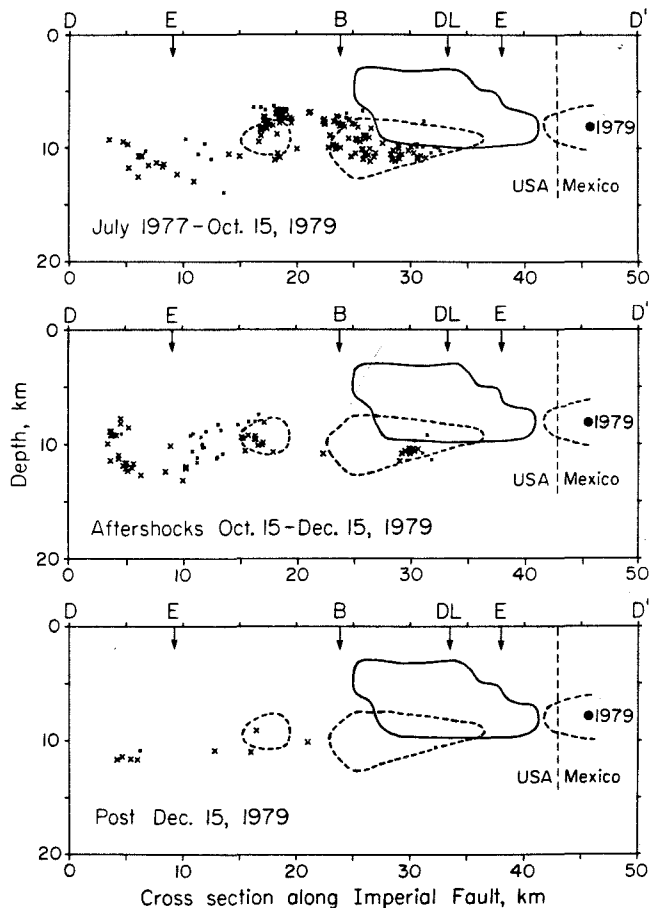 D E B DL E D'
0
10
20
1979
USA Mexico
July 1977-Oct. 15, 1979
0 10 20 30 40 50
D E B DL E D'
0
10
20
Depth, km
1979
USA Mexico
Aftershocks Oct. 15-Dec. 15, 1979
0 10 20 30 40 50
D E B DL E D'
0
10
20
1979
USA Mexico
Post Dec. 15, 1979
0 10 20 30 40 50
Cross section along Imperial Fault, km